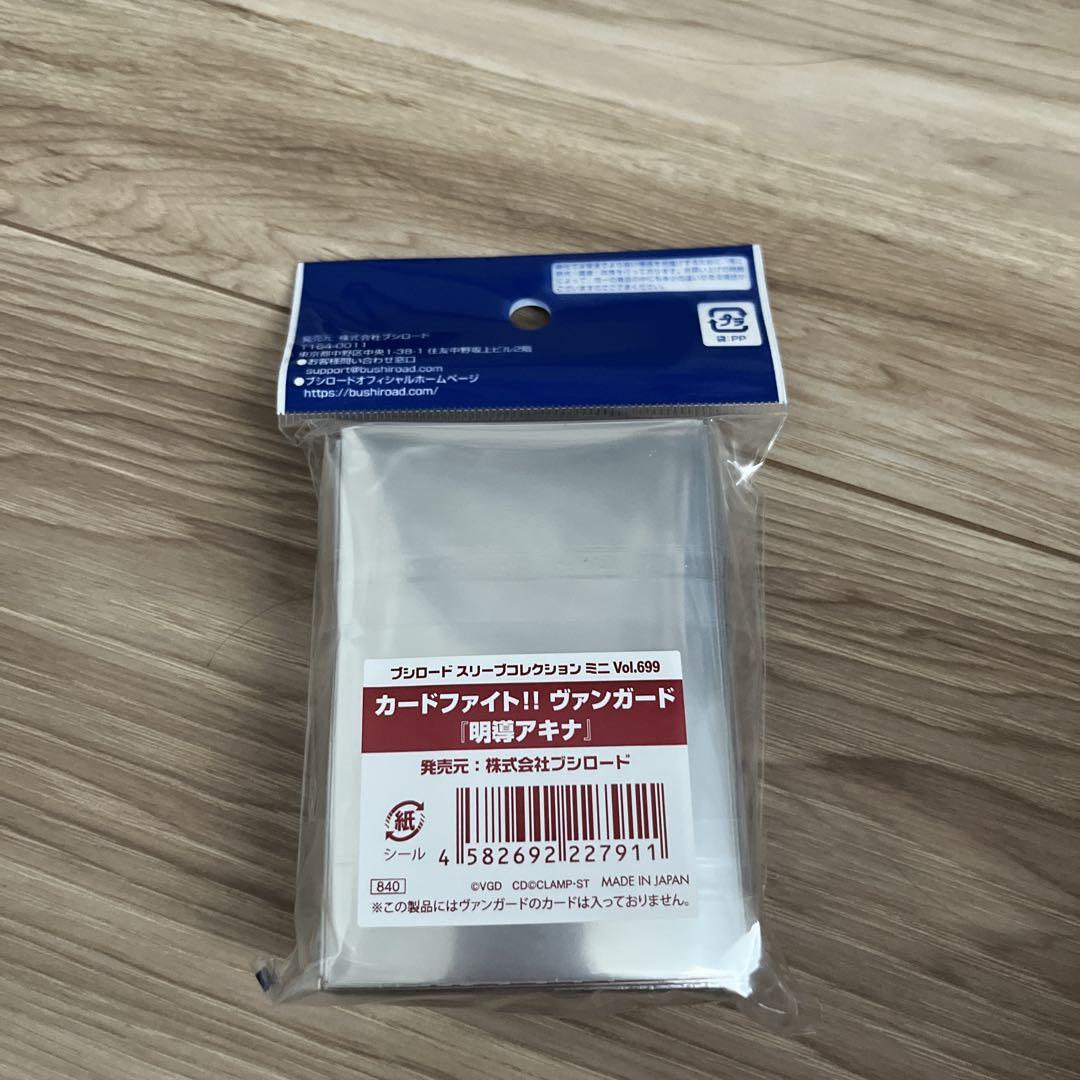 発売元 株式会社ブシロード
〒164-0011
東京都中野区中央1-38-1 住友中野坂上ビル2階
●お客様問い合わせ窓口
support@bushiroad.com
●ブシロードオフィシャルホームページ
https://bushiroad.com/
プラ
袋:PP
ブシロード スリーブコレクション ミニ Vol.699
カードファイト!! ヴァンガード
『明導アキナ』
発売元:株式会社ブシロード
紙
シール
4 582692 227911
840
©VGD CD©CLAMP・ST MADE IN JAPAN
※この製品にはヴァンガードのカードは入っておりません。